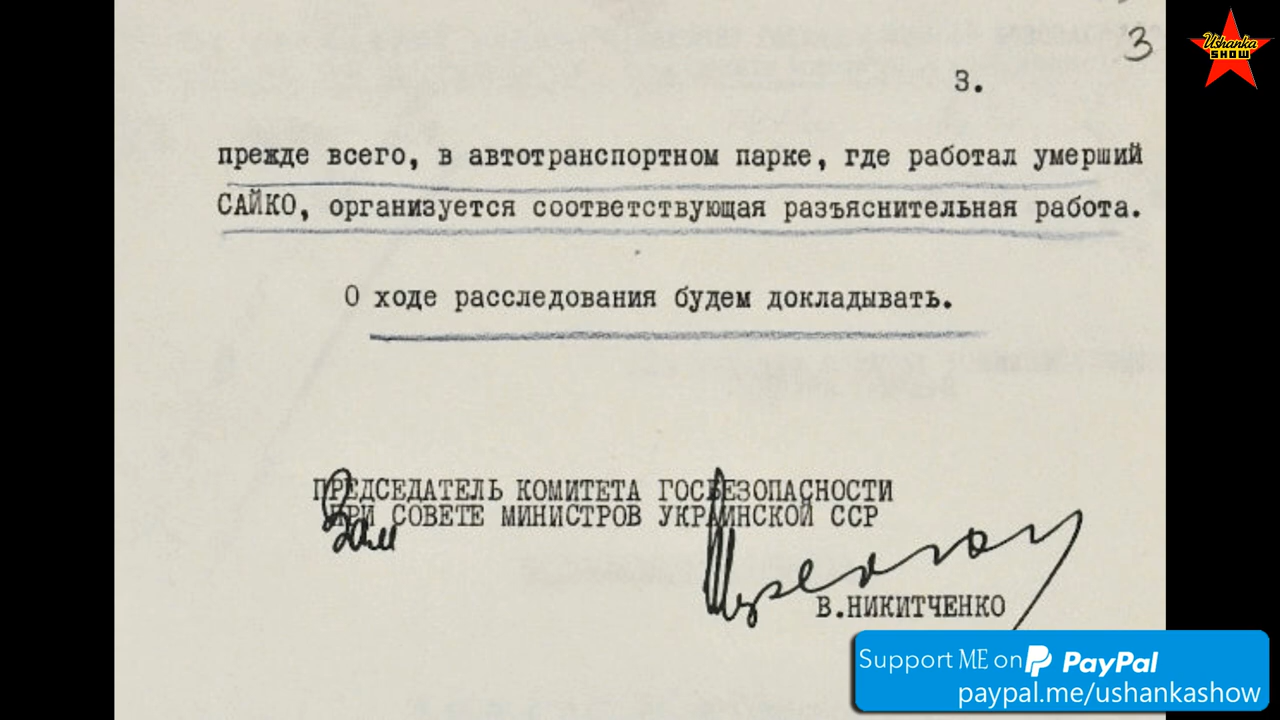 Ushanka
SHOW
3
3.
прежде всего, в автотранспортном парке, где работал умерший
САЙКО, организуется соответствующая разъяснительная работа.
О ходе расследования будем докладывать.
ПРЕДСЕДАТЕЛЬ КОМИТЕТА ГОСБЕЗОПАСНОСТИ
ПРИ СОВЕТЕ МИНИСТРОВ УКРАИНСКОЙ ССР
Зам
В.НИКИТЧЕНКО
Support ME on PayPal
paypal.me/ushankashow